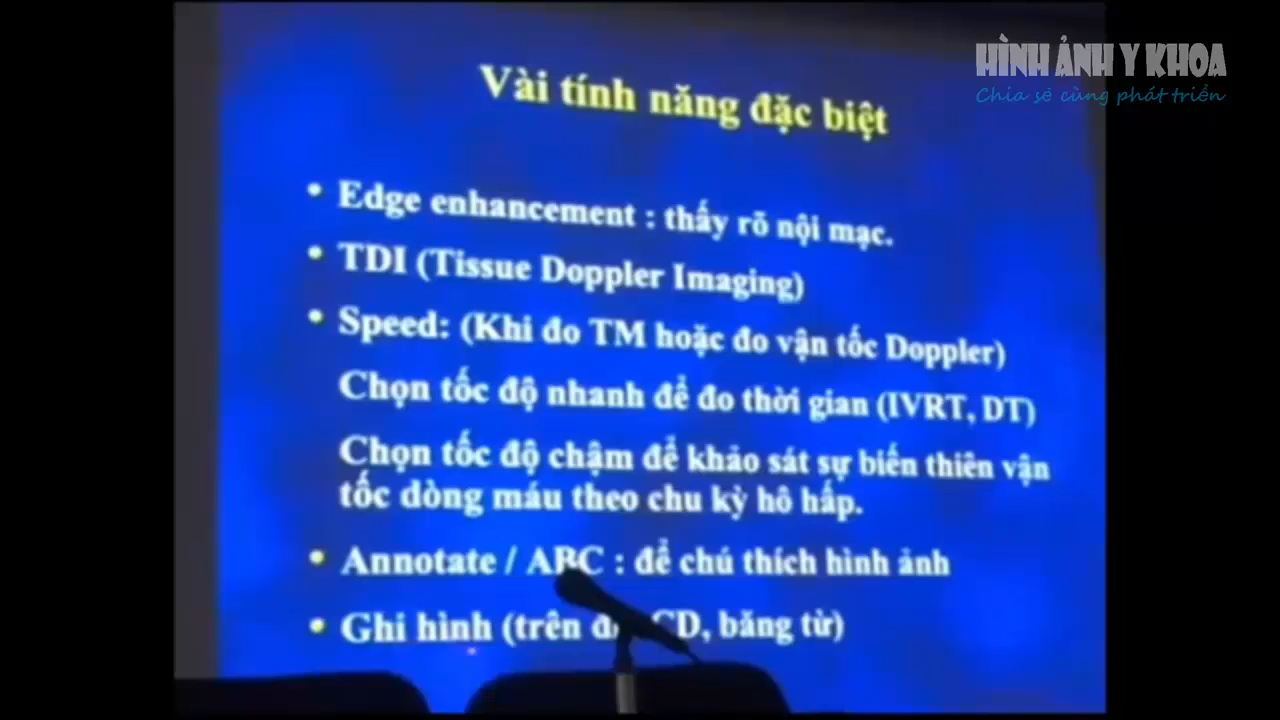 HÌNH ẢNH Y KHOA
Chia sẽ cùng phát triển
Vài tính năng đặc biệt
• Edge enhancement : thấy rõ nội mạc.
• TDI (Tissue Doppler Imaging)
• Speed: (Khi đo TM hoặc đo vận tốc Doppler)
Chọn tốc độ nhanh để đo thời gian (IVRT, DT)
Chọn tốc độ chậm để khảo sát sự biến thiên vận
tốc dòng máu theo chu kỳ hô hấp.
• Annotate / ABC : để chú thích hình ảnh
• Ghi hình (trên CD, băng từ)